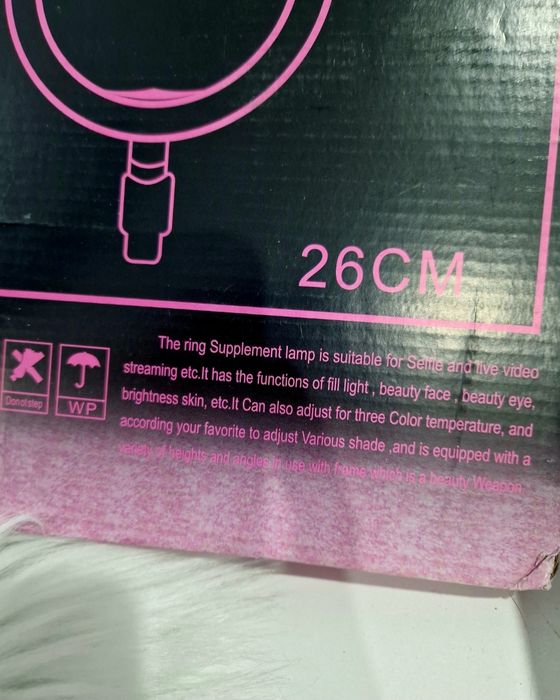 26CM
The ring Supplement lamp is suitable for Selfie and live video
streaming etc.It has the functions of fill light , beauty face , beauty eye,
brightness skin, etc.It Can also adjust for three Color temperature, and
according your favorite to adjust Various shade ,and is equipped with a
variety of heights and angles in use with frame which is a beauty Weapon
Donotstep
WP